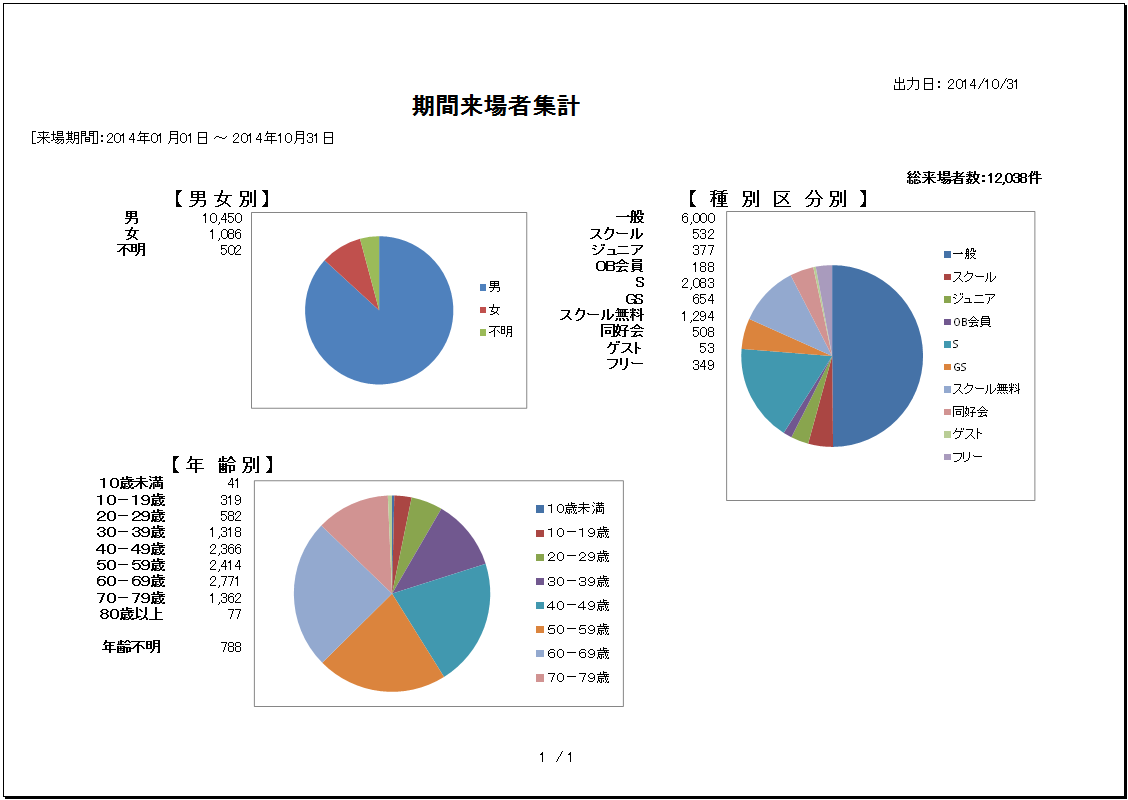 出力日: 2014/10/31
期間来場者集計
[来場期間]:2014年01月01日 ～ 2014年10月31日
総来場者数:12,038件
【男女別】
男 10,450
女 1,086
不明 502
男
女
不明
【 種 別 区 分別 】
一般 6,000
スクール 532
ジュニア 377
OB会員 188
S 2,083
GS 654
スクール無料 1,294
同好会 508
ゲスト 53
フリー 349
一般
スクール
ジュニア
OB会員
S
GS
スクール無料
同好会
ゲスト
フリー
【年 齢別】
１０歳未満 41
１０－１９歳 319
２０－２９歳 582
３０－３９歳 1,318
４０－４９歳 2,366
５０－５９歳 2,414
６０－６９歳 2,771
７０－７９歳 1,362
８０歳以上 77
年齢不明 788
１０歳未満
１０－１９歳
２０－２９歳
３０－３９歳
４０－４９歳
５０－５９歳
６０－６９歳
７０－７９歳
1 / 1